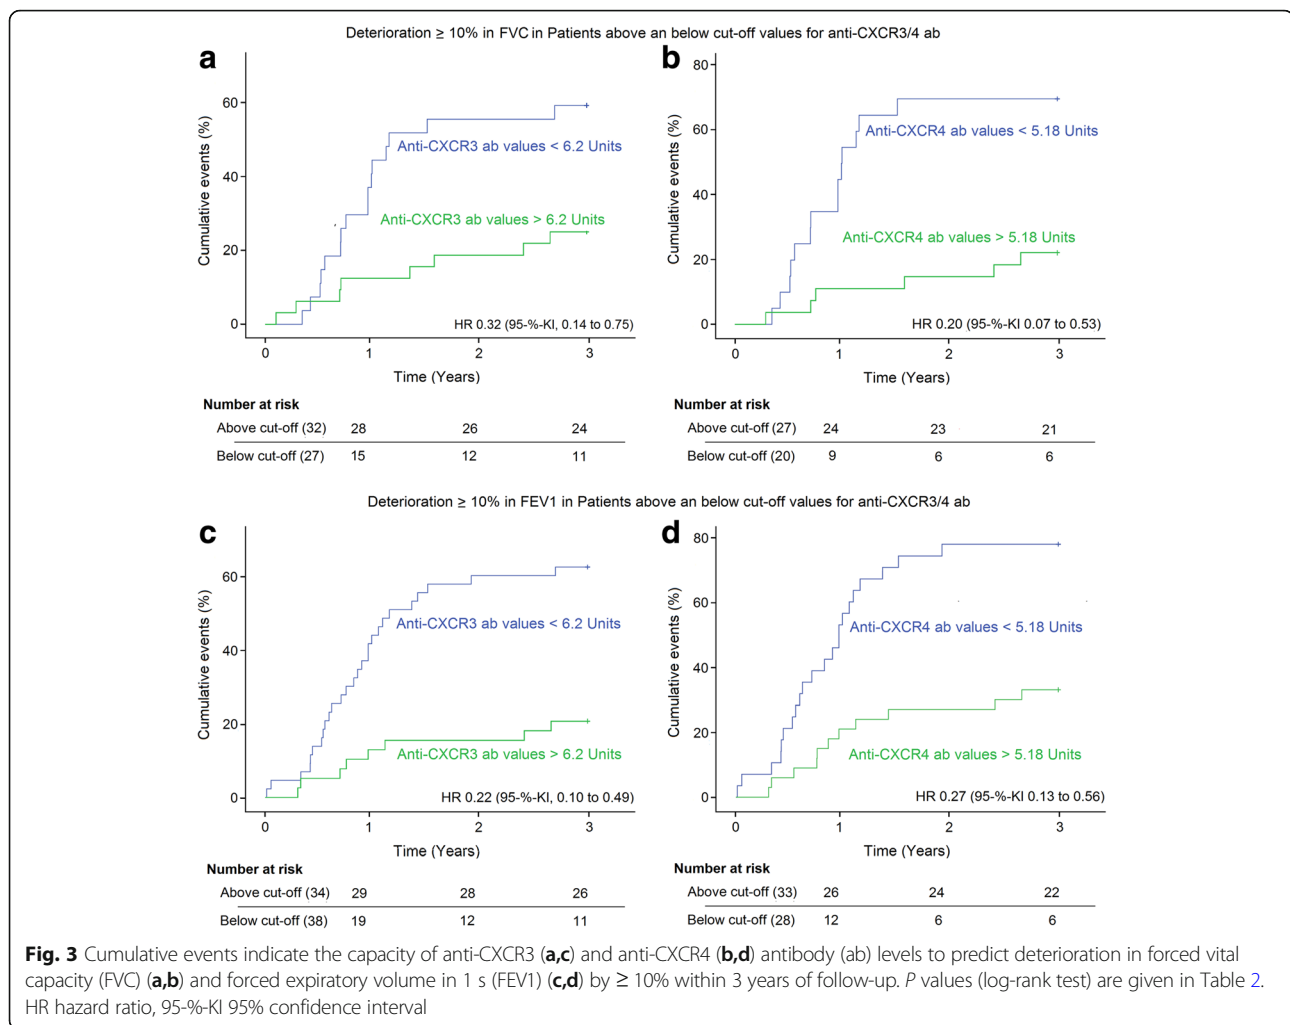 Deterioration ≥ 10% in FVC in Patients above an below cut-off values for anti-CXCR3/4 ab
a
60
40
20
0
Cumulative events (%)
Anti-CXCR3 ab values < 6.2 Units
Anti-CXCR3 ab values > 6.2 Units
HR 0.32 (95-%-KI, 0.14 to 0.75)
0 1 2 3
Time (Years)
Number at risk
Above cut-off (32) 28 26 24
Below cut-off (27) 15 12 11
b
80
60
40
20
0
Cumulative events (%)
Anti-CXCR4 ab values < 5.18 Units
Anti-CXCR4 ab values > 5.18 Units
HR 0.20 (95-%-KI 0.07 to 0.53)
0 1 2 3
Time (Years)
Number at risk
Above cut-off (27) 24 23 21
Below cut-off (20) 9 6 6
Deterioration ≥ 10% in FEV1 in Patients above an below cut-off values for anti-CXCR3/4 ab
c
60
40
20
0
Cumulative events (%)
Anti-CXCR3 ab values < 6.2 Units
Anti-CXCR3 ab values > 6.2 Units
HR 0.22 (95-%-KI, 0.10 to 0.49)
0 1 2 3
Time (Years)
Number at risk
Above cut-off (34) 29 28 26
Below cut-off (38) 19 12 11
d
80
60
40
20
0
Cumulative events (%)
Anti-CXCR4 ab values < 5.18 Units
Anti-CXCR4 ab values > 5.18 Units
HR 0.27 (95-%-KI 0.13 to 0.56)
0 1 2 3
Time (Years)
Number at risk
Above cut-off (33) 26 24 22
Below cut-off (28) 12 6 6
Fig. 3 Cumulative events indicate the capacity of anti-CXCR3 (a,c) and anti-CXCR4 (b,d) antibody (ab) levels to predict deterioration in forced vital
capacity (FVC) (a,b) and forced expiratory volume in 1 s (FEV1) (c,d) by ≥ 10% within 3 years of follow-up. P values (log-rank test) are given in Table 2.
HR hazard ratio, 95-%-KI 95% confidence interval